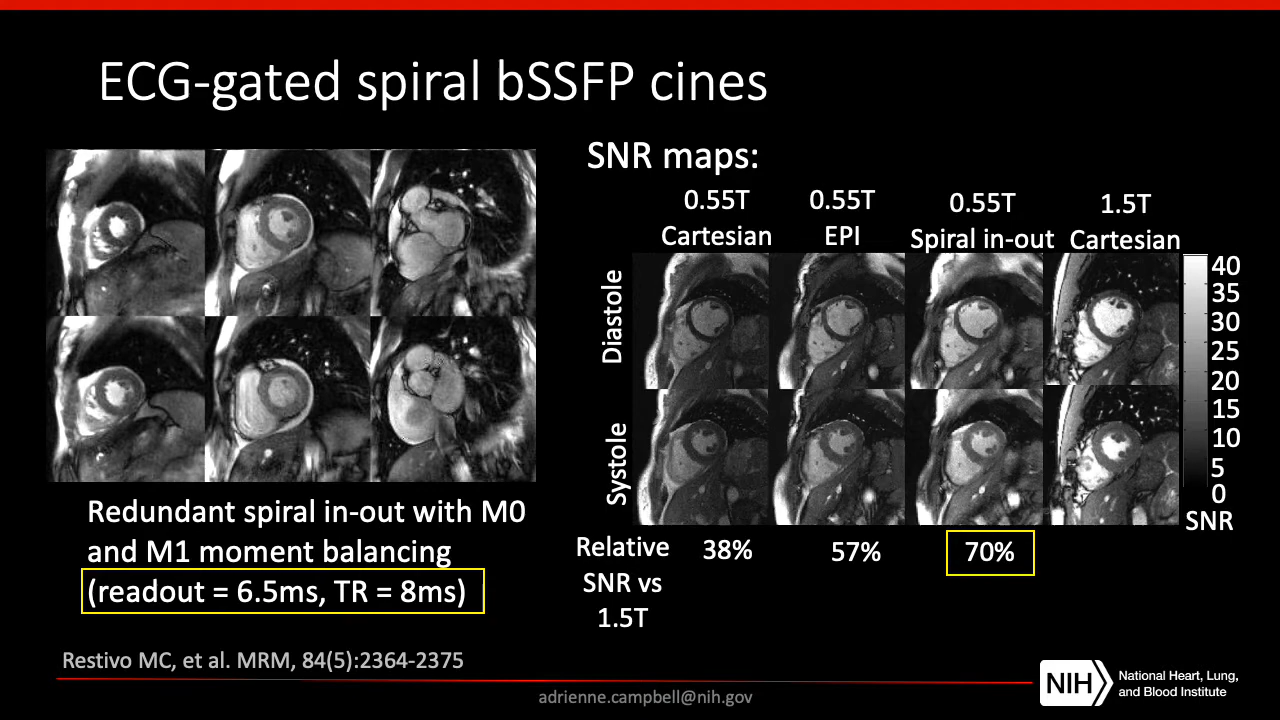 ECG-gated spiral bSSFP cines
SNR maps:
0.55T
Cartesian
0.55T
EPI
0.55T
Spiral in-out
1.5T
Cartesian
Diastole
Systole
40
35
30
25
20
15
10
5
0
SNR
Relative
SNR vs
1.5T
38%
57%
70%
Redundant spiral in-out with M0
and M1 moment balancing
(readout = 6.5ms, TR = 8ms)
Restivo MC, et al. MRM, 84(5):2364-2375
adrienne.campbell@nih.gov
NIH
National Heart, Lung,
and Blood Institute